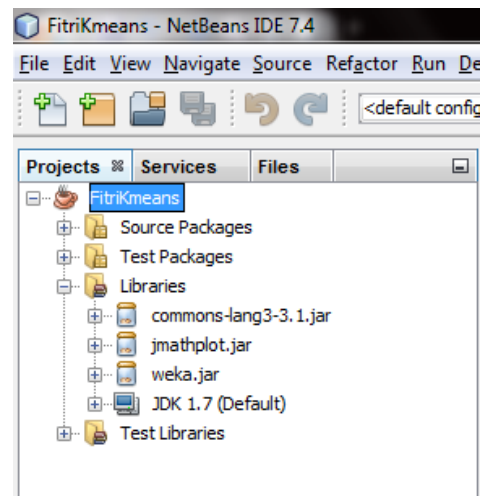 FitriKmeans - NetBeans IDE 7.4
File Edit View Navigate Source Refactor Run De
<default config
Projects Services Files
FitriKmeans
Source Packages
Test Packages
Libraries
commons-lang3-3.1.jar
jmathplot.jar
weka.jar
JDK 1.7 (Default)
Test Libraries